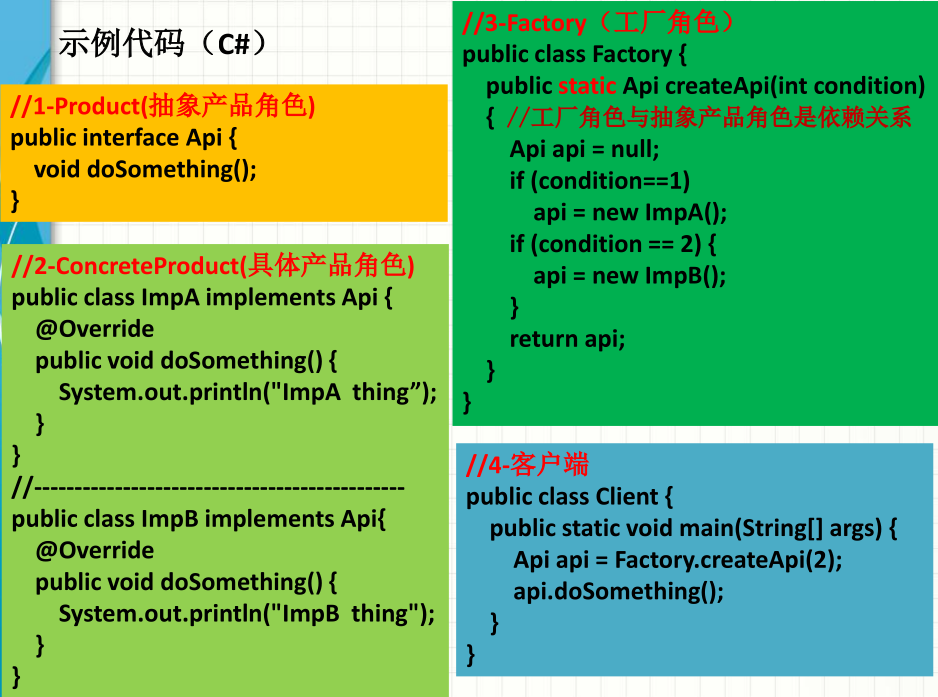 示例代码（C#）
//1-Product(抽象产品角色)
public interface Api {
void doSomething();
}
//2-ConcreteProduct(具体产品角色)
public class ImpA implements Api {
@Override
public void doSomething() {
System.out.println("ImpA  thing”);
}
}
//----------------------------------------------
public class ImpB implements Api{
@Override
public void doSomething() {
System.out.println("ImpB  thing");
}
}
//3-Factory（工厂角色）
public class Factory {
public static Api createApi(int condition)
{  //工厂角色与抽象产品角色是依赖关系
Api api = null;
if (condition==1)
api = new ImpA();
if (condition == 2) {
api = new ImpB();
}
return api;
}
}
//4-客户端
public class Client {
public static void main(String[] args) {
Api api = Factory.createApi(2);
api.doSomething();
}
}